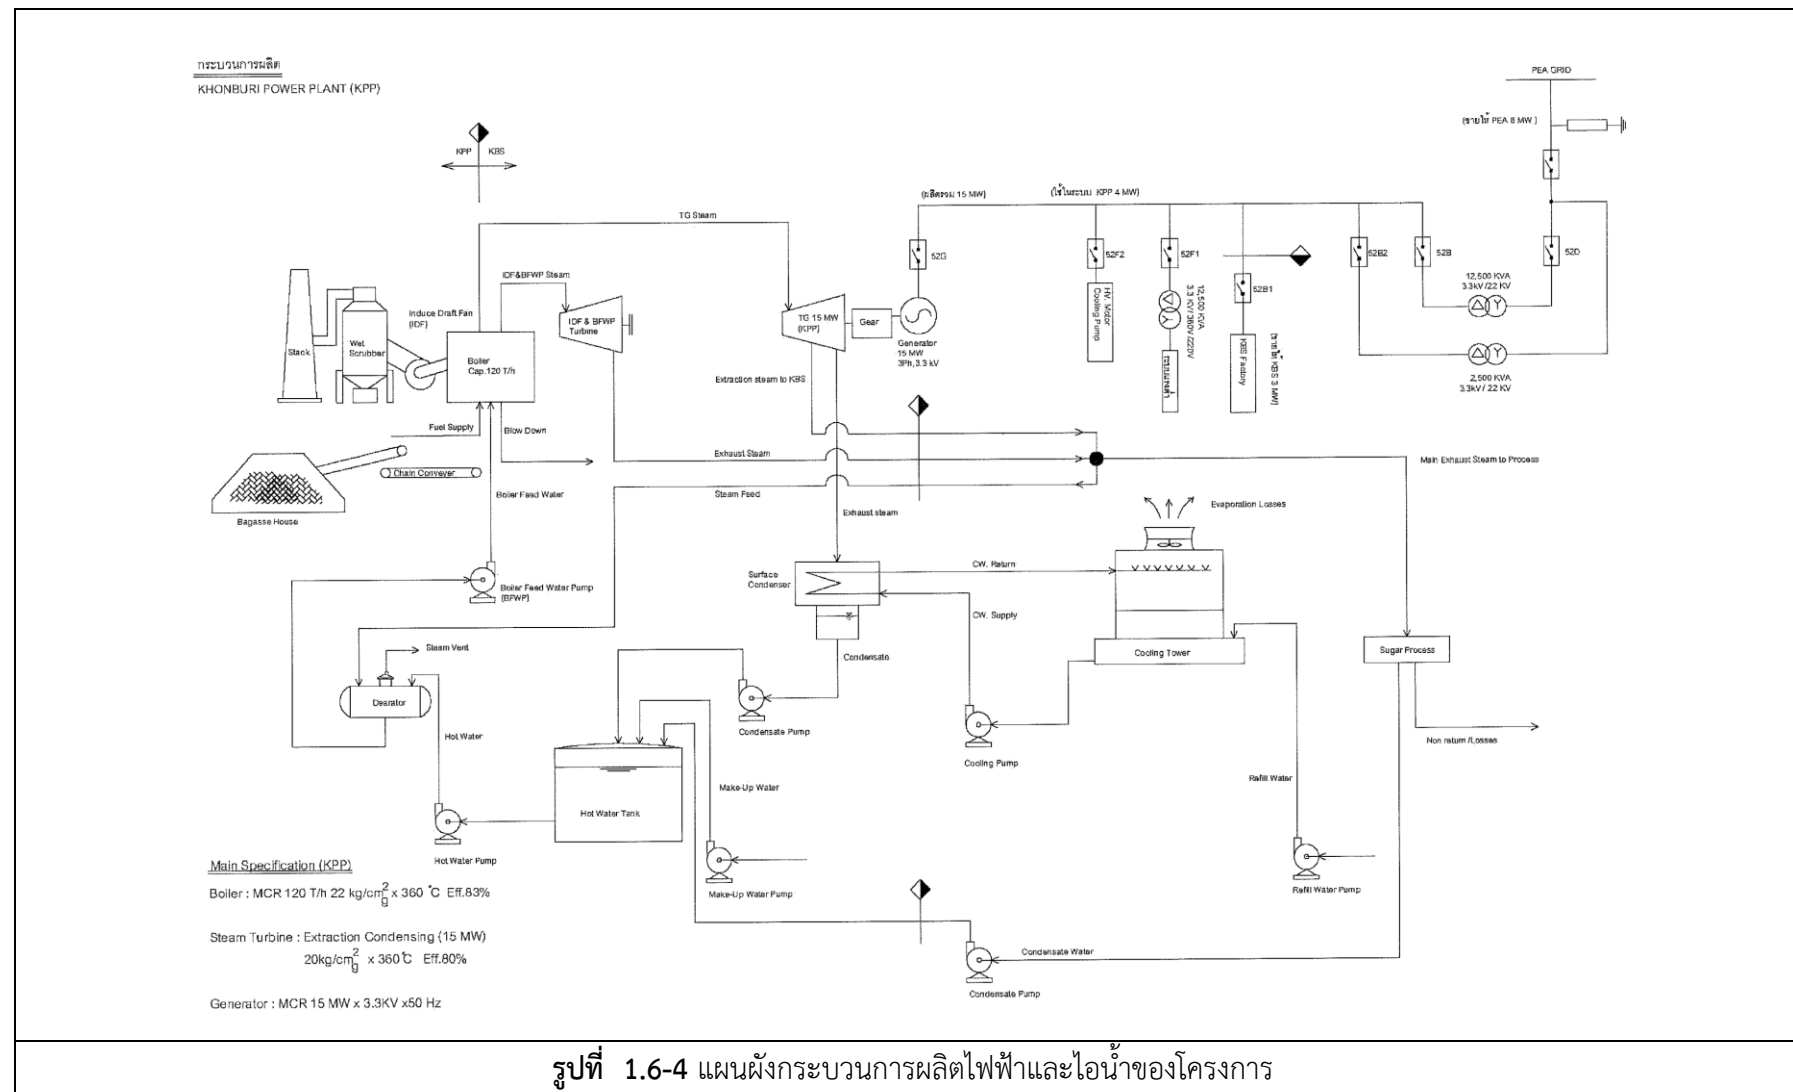 กระบวนการผลิต
KHONBURI POWER PLANT (KPP)
PEA GRID
(ขายให้ PEA 8 MW )
KPP
KBS
(ผลิตรวม 15 MW)
(ใช้ในระบบ KPP 4 MW)
TG Steam
52G
52F2
52F1
52B1
52B2
52B
52D
IDF&BFWP Steam
12,500 KVA
3.3kV/22 KV
Induce Draft Fan
(IDF)
IDF & BFWP
Turbine
TG 15 MW
(KPP)
Gear
Generator
15 MW
3Ph,3.3 kV
HV. Motor
Cooling Pump
12,500 KVA
3.3 KV/ 380V /220V
ระบบแรงต่ำ
KBS Factory
(ขายให้ KBS 3 MW)
2,500 KVA
3.3kV/ 22 KV
Stack
Wet
Scrubber
Boiler
Cap.120 T/h
Extraction steam to KBS
Fuel Supply
Blow Down
Exhaust Steam
Main Exhaust Steam to Process
Chain Conveyer
Boiler Feed Water
Steam Feed
Bagasse House
Exhaust steam
Evaporation Losses
CW. Return
Surface
Condenser
Boiler Feed Water Pump
(BFWP)
CW. Supply
Steam Vent
Condensate
Cooling Tower
Sugar Process
Dearator
Hot Water
Condensate Pump
Cooling Pump
Non return /Losses
Refill Water
Make-Up Water
Hot Water Tank
Hot Water Pump
Make-Up Water Pump
Refill Water Pump
Main Specification (KPP)
Boiler : MCR 120 T/h 22 kg/cm²g x 360 °C Eff.83%
Steam Turbine : Extraction Condensing (15 MW)
20kg/cm²g x 360°C Eff.80%
Condensate Water
Condensate Pump
Generator : MCR 15 MW x 3.3KV x50 Hz
รูปที่ 1.6-4 แผนผังกระบวนการผลิตไฟฟ้าและไอน้ำของโครงการ